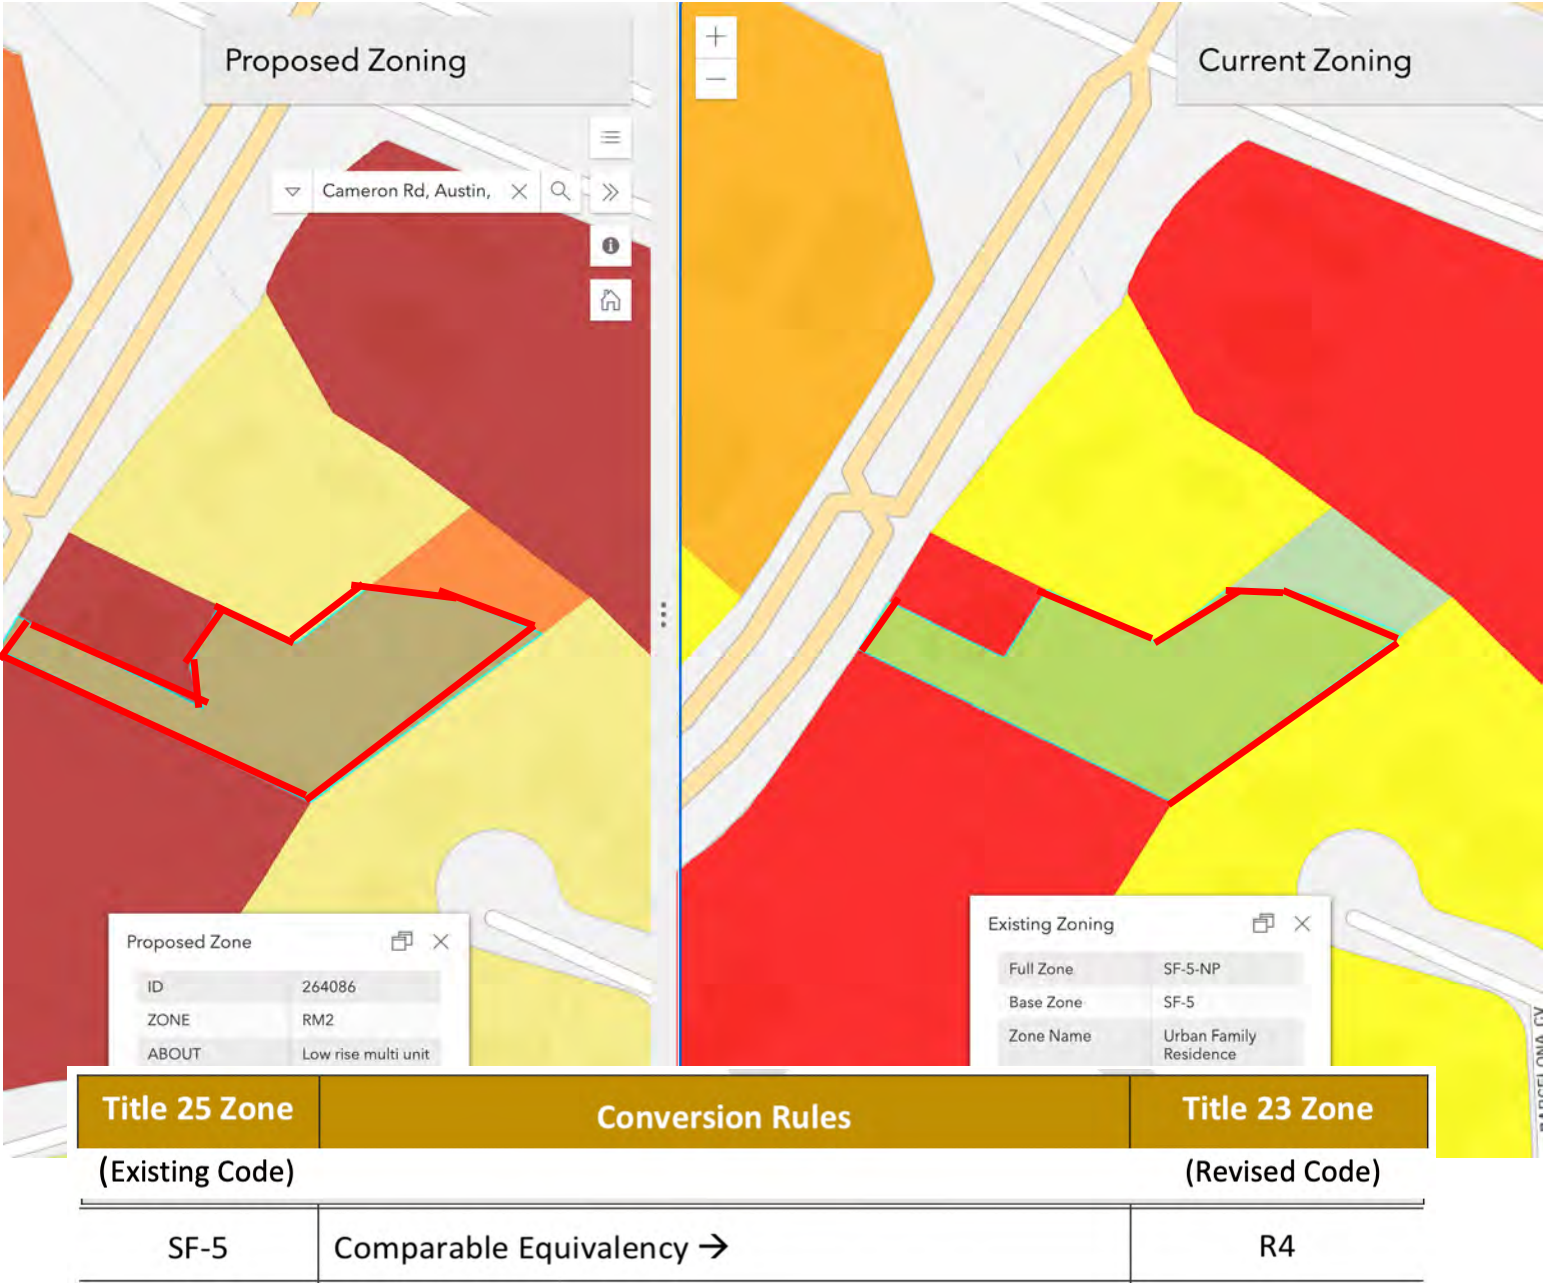 Proposed Zoning
Current Zoning
Cameron Rd, Austin,
Proposed Zone
ID 264086
ZONE RM2
ABOUT Low rise multi unit
Existing Zoning
Full Zone SF-5-NP
Base Zone SF-5
Zone Name Urban Family
Residence
BARCELONA CV
Title 25 Zone Conversion Rules Title 23 Zone
(Existing Code) (Revised Code)
SF-5 Comparable Equivalency → R4